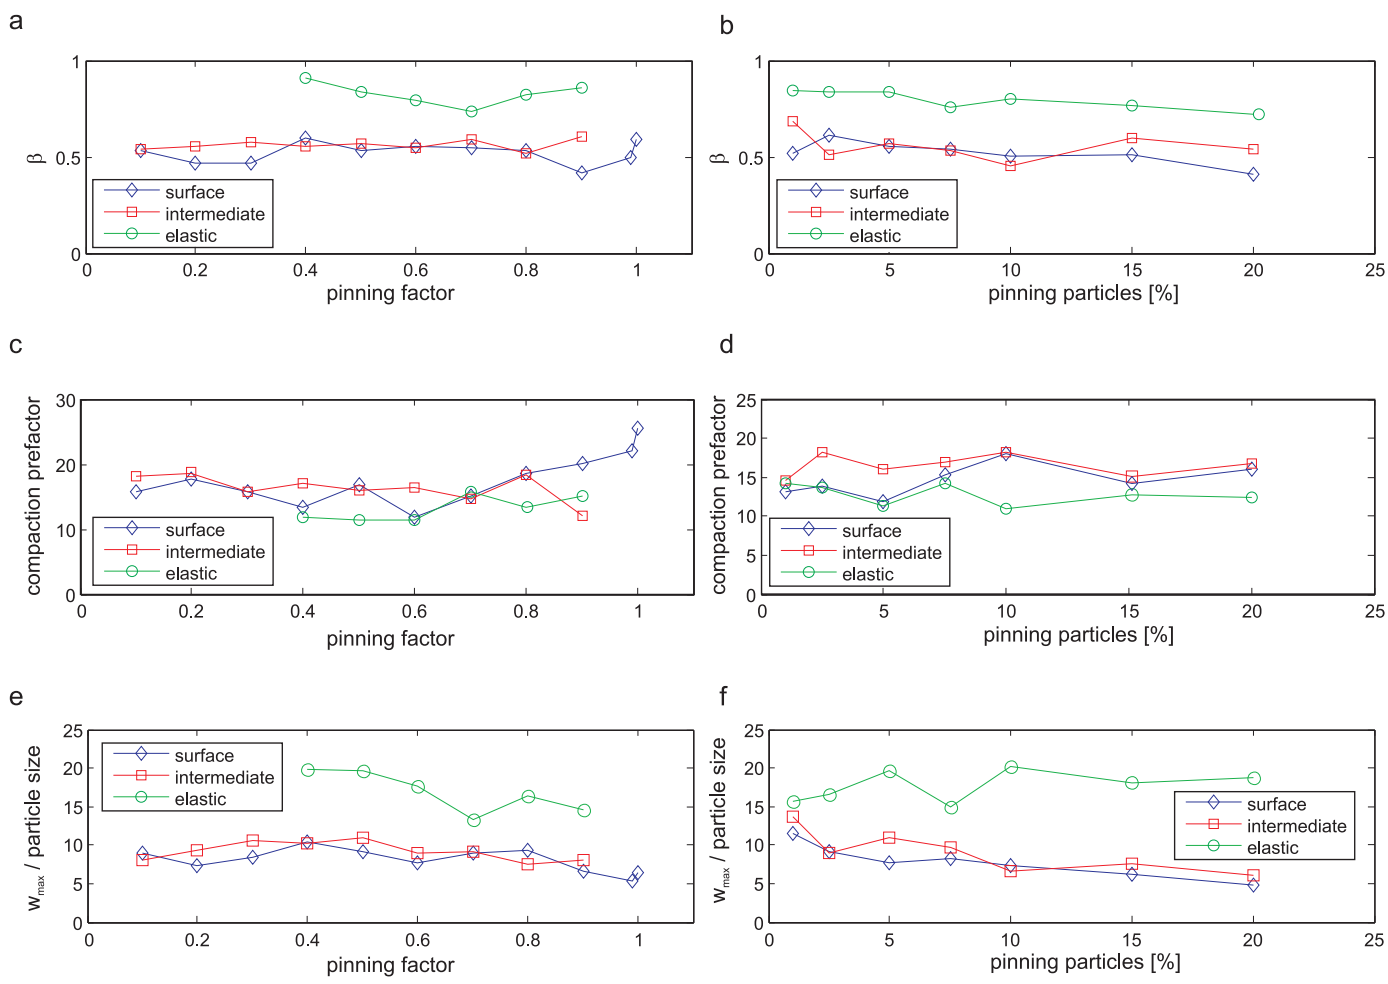 a
1
0.5
0
β
surface
intermediate
elastic
0 0.2 0.4 0.6 0.8 1
pinning factor
b
1
0.5
0
β
surface
intermediate
elastic
0 5 10 15 20 25
pinning particles [%]
c
30
20
10
0
compaction prefactor
surface
intermediate
elastic
0 0.2 0.4 0.6 0.8 1
pinning factor
d
25
20
15
10
5
0
compaction prefactor
surface
intermediate
elastic
0 5 10 15 20 25
pinning particles [%]
e
25
20
15
10
5
0
w_max / particle size
surface
intermediate
elastic
0 0.2 0.4 0.6 0.8 1
pinning factor
f
25
20
15
10
5
0
w_max / particle size
surface
intermediate
elastic
0 5 10 15 20 25
pinning particles [%]